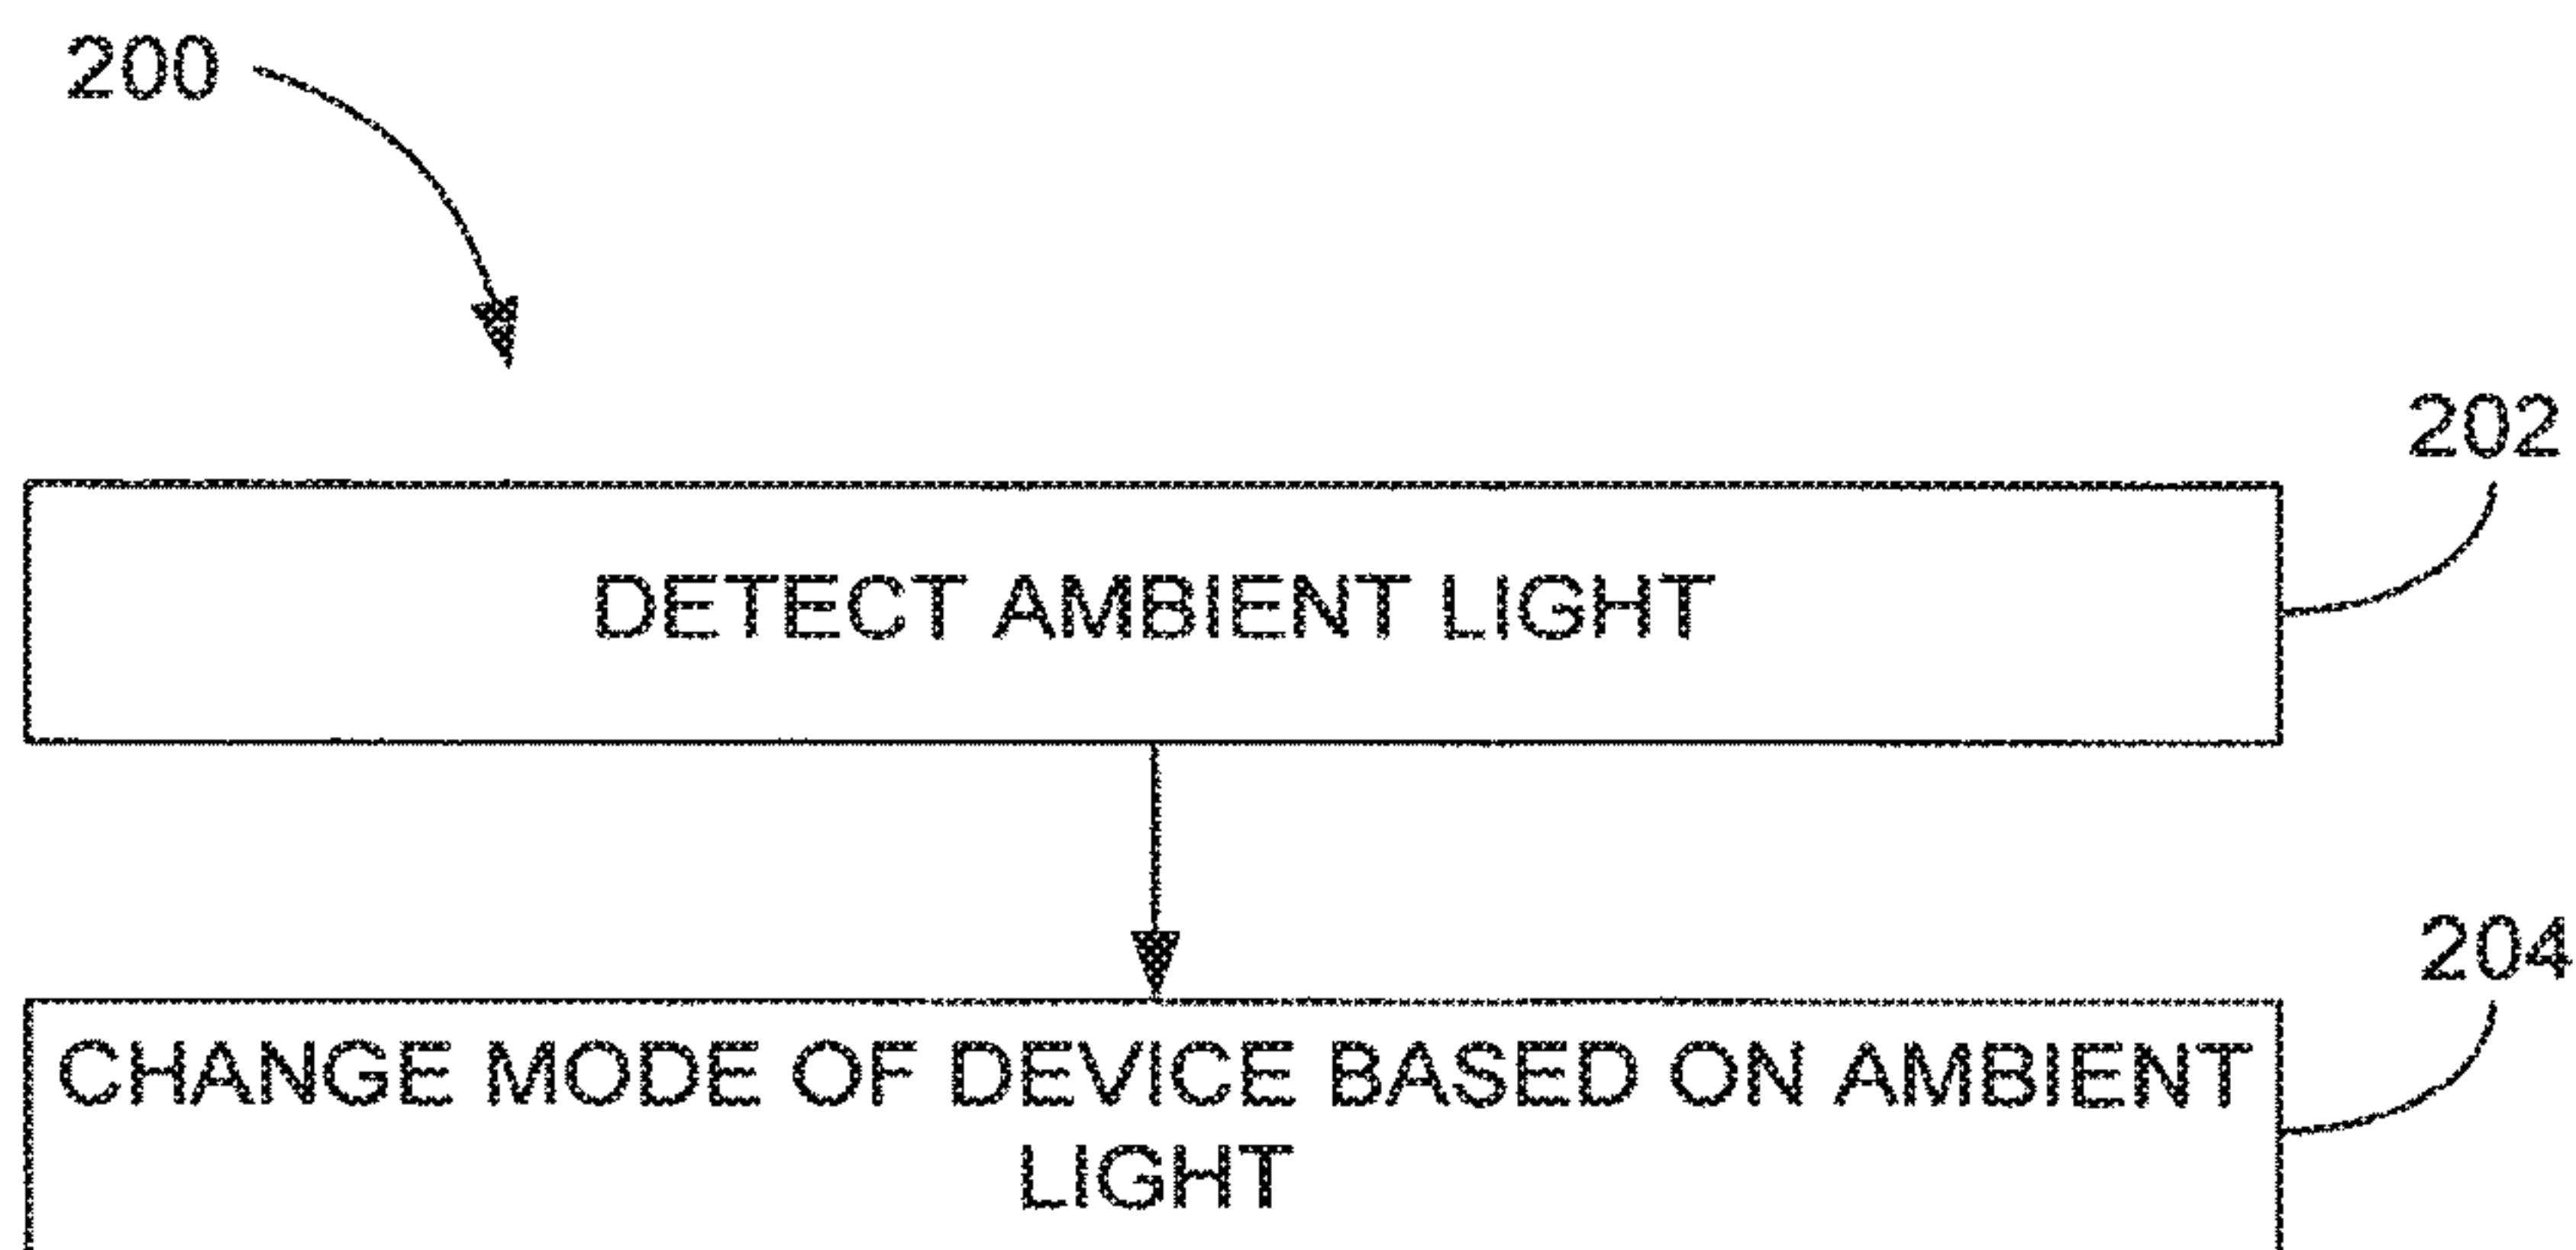 200
202
DETECT AMBIENT LIGHT
204
CHANGE MODE OF DEVICE BASED ON AMBIENT
LIGHT